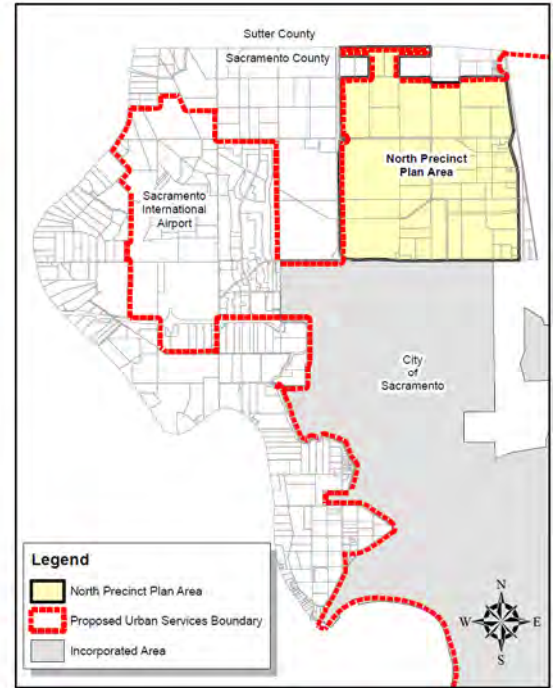 Sutter County
Sacramento County
North Precinct
Plan Area
Sacramento
International
Airport
City
of
Sacramento
Legend
North Precinct Plan Area
Proposed Urban Services Boundary
Incorporated Area
N
W E
S